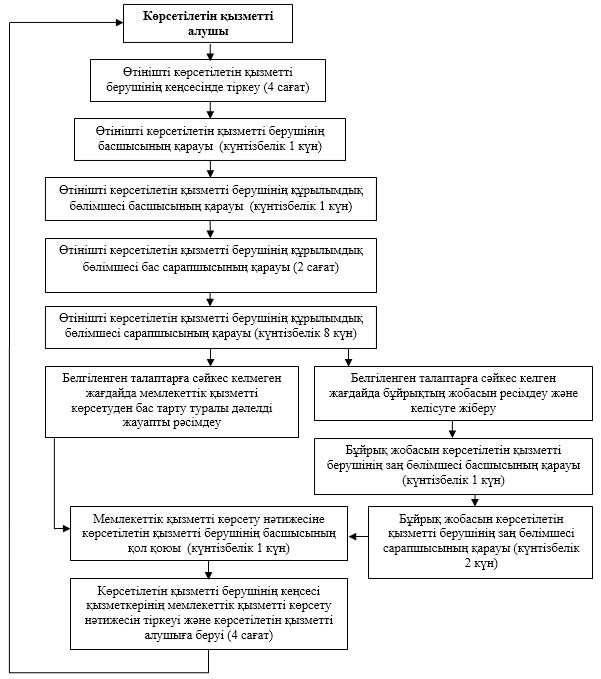 Көрсетілетін қызметті
алушы
Өтінішті көрсетілетін қызметті
берушінің кеңсесінде тіркеу (4 сағат)
Өтінішті көрсетілетін қызметті берушінің
басшысының қарауы (күнтізбелік 1 күн)
Өтінішті көрсетілетін қызметті берушінің құрылымдық
бөлімшесі басшысының қарауы (күнтізбелік 1 күн)
Өтінішті көрсетілетін қызметті берушінің құрылымдық
бөлімшесі бас сарапшысының қарауы (2 сағат)
Өтінішті көрсетілетін қызметті берушінің құрылымдық
бөлімшесі сарапшысының қарауы (күнтізбелік 8 күн)
Белгіленген талаптарға сәйкес келмеген
жағдайда мемлекеттік қызметті
көрсетуден бас тарту туралы дәлелді
жауапты рәсімдеу
Белгіленген талаптарға сәйкес келген
жағдайда бұйрықтың жобасын ресімдеу және
келісуге жіберу
Бұйрық жобасын көрсетілетін қызметті
берушінің заң бөлімшесі басшысының қарауы
(күнтізбелік 1 күн)
Бұйрық жобасын көрсетілетін
қызметті берушінің заң бөлімшесі
сарапшысының қарауы (күнтізбелік
2 күн)
Мемлекеттік қызметті көрсету нәтижесіне
көрсетілетін қызметті берушінің басшысының
қол қоюы (күнтізбелік 1 күн)
Көрсетілетін қызметті берушінің кеңсесі
қызметкерінің мемлекеттік қызметті көрсету
нәтижесін тіркеуі және көрсетілетін қызметті
алушыға беруі (4 сағат)